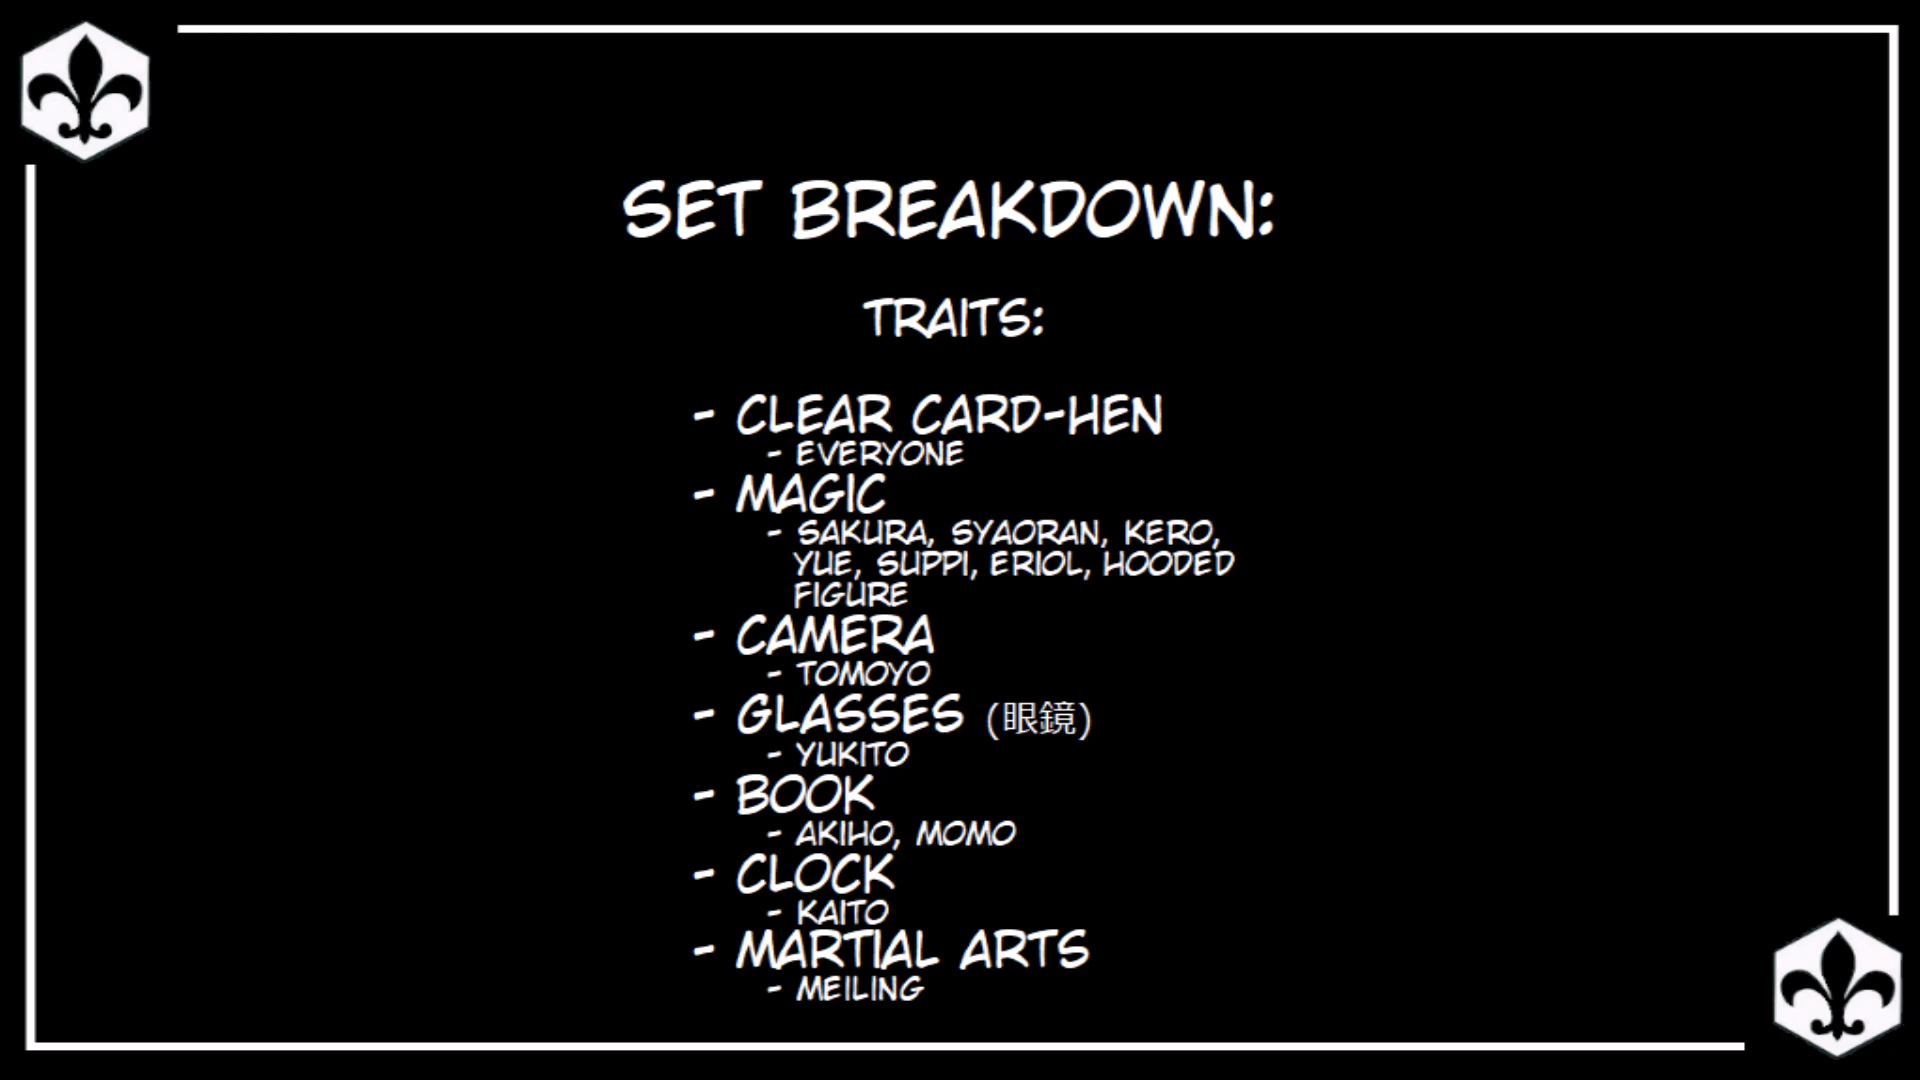 SET BREAKDOWN:
TRAITS:
- CLEAR CARD-HEN
- EVERYONE
- MAGIC
- SAKURA, SYAORAN, KERO,
YUE, SUPPI, ERIOL, HOODED
FIGURE
- CAMERA
- TOMOYO
- GLASSES (眼鏡)
- YUKITO
- BOOK
- AKIHO, MOMO
- CLOCK
- KAITO
- MARTIAL ARTS
- MEILING